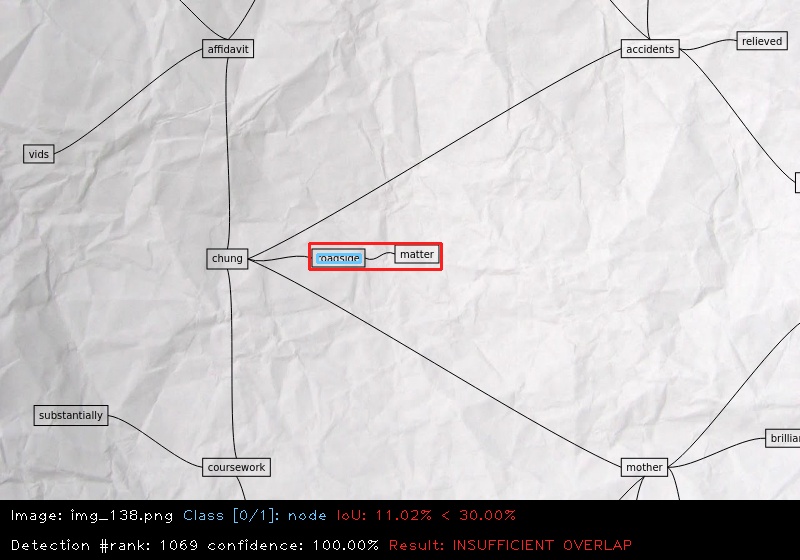 affidavit
accidents
relieved
vids
chung
roadside
matter
substantially
coursework
mother
Image: img_138.png Class [0/1]: node IoU: 11.02% < 30.00%
Detection #rank: 1069 confidence: 100.00% Result: INSUFFICIENT OVERLAP